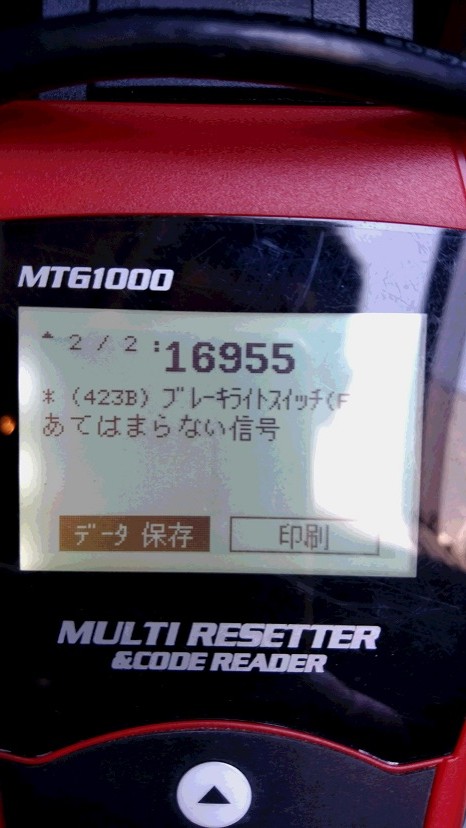 MT61000
2 / 2 :16955
* (423B) ﾌﾞﾚｰｷﾗｲﾄｽｲｯﾁ(F
あてはまらない信号
ﾃﾞｰﾀ 保存
印刷
MULTI RESETTER
&CODE READER